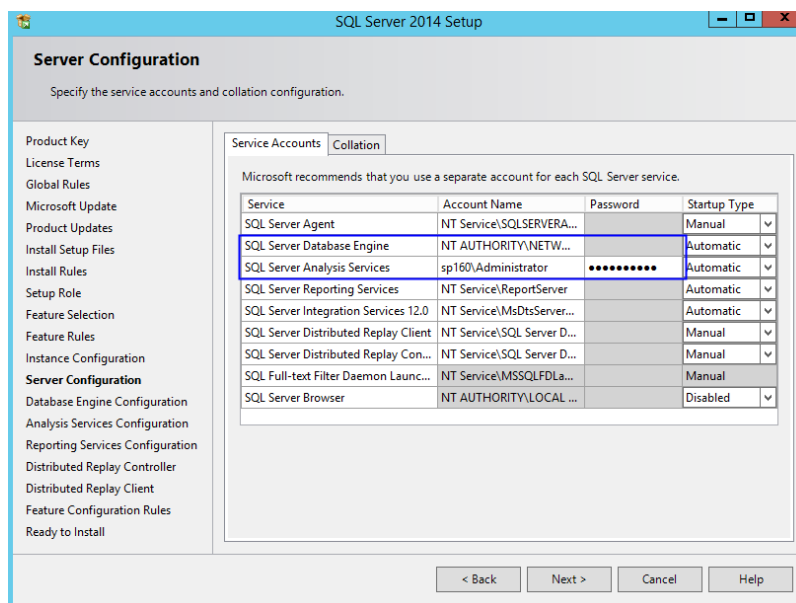 SQL Server 2014 Setup
Server Configuration
Specify the service accounts and collation configuration.
Product Key
License Terms
Global Rules
Microsoft Update
Product Updates
Install Setup Files
Install Rules
Setup Role
Feature Selection
Feature Rules
Instance Configuration
Server Configuration
Database Engine Configuration
Analysis Services Configuration
Reporting Services Configuration
Distributed Replay Controller
Distributed Replay Client
Feature Configuration Rules
Ready to Install
Service Accounts Collation
Microsoft recommends that you use a separate account for each SQL Server service.
Service Account Name Password Startup Type
SQL Server Agent NT Service\SQLSERVERA... Manual
SQL Server Database Engine NT AUTHORITY\NETW... Automatic
SQL Server Analysis Services sp160\Administrator ●●●●●●●●●● Automatic
SQL Server Reporting Services NT Service\ReportServer Automatic
SQL Server Integration Services 12.0 NT Service\MsDtsServer... Automatic
SQL Server Distributed Replay Client NT Service\SQL Server D... Manual
SQL Server Distributed Replay Con... NT Service\SQL Server D... Manual
SQL Full-text Filter Daemon Launc... NT Service\MSSQLFDLa... Manual
SQL Server Browser NT AUTHORITY\LOCAL ... Disabled
< Back Next > Cancel Help